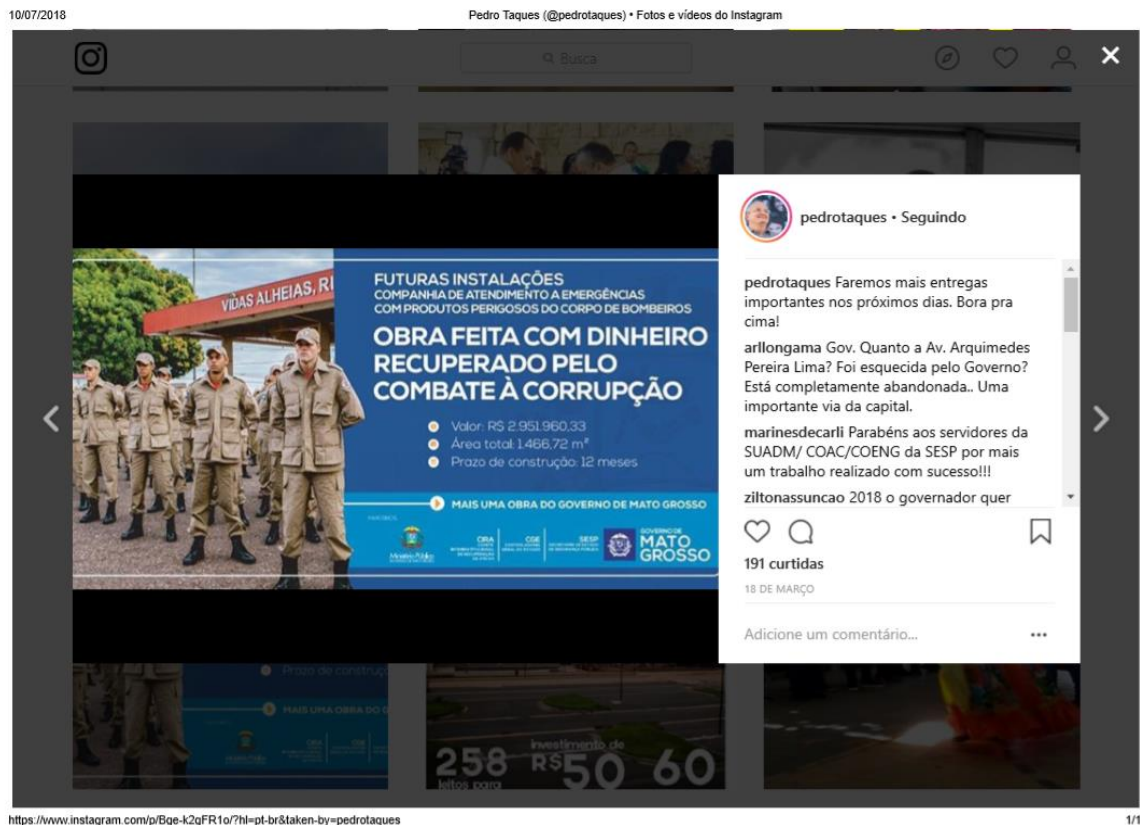 10/07/2018
Pedro Taques (@pedrotaques) • Fotos e vídeos do Instagram
Busca
pedrotaques • Seguindo
VIDAS ALHEIAS, RI
FUTURAS INSTALAÇÕES
COMPANHIA DE ATENDIMENTO A EMERGÊNCIAS
COM PRODUTOS PERIGOSOS DO CORPO DE BOMBEIROS
OBRA FEITA COM DINHEIRO
RECUPERADO PELO
COMBATE À CORRUPÇÃO
Valor: R$ 2.951.960,33
Área total: 1.466,72 m²
Prazo de construção: 12 meses
MAIS UMA OBRA DO GOVERNO DE MATO GROSSO
Ministério Público
CIRA
CGE
SESP
GOVERNO DE
MATO
GROSSO
pedrotaques Faremos mais entregas
importantes nos próximos dias. Bora pra
cima!
arllongama Gov. Quanto a Av. Arquimedes
Pereira Lima? Foi esquecida pelo Governo?
Está completamente abandonada.. Uma
importante via da capital.
marinesdecarli Parabéns aos servidores da
SUADM/ COAC/COENG da SESP por mais
um trabalho realizado com sucesso!!!
ziltonassuncao 2018 o governador quer
191 curtidas
18 DE MARÇO
Adicione um comentário...
Prazo de construç
MAIS UMA OBRA DO G
258
leitos para
investimento de
R$50
60
https://www.instagram.com/p/Bge-k2gFR1o/?hl=pt-br&taken-by=pedrotaques
1/1